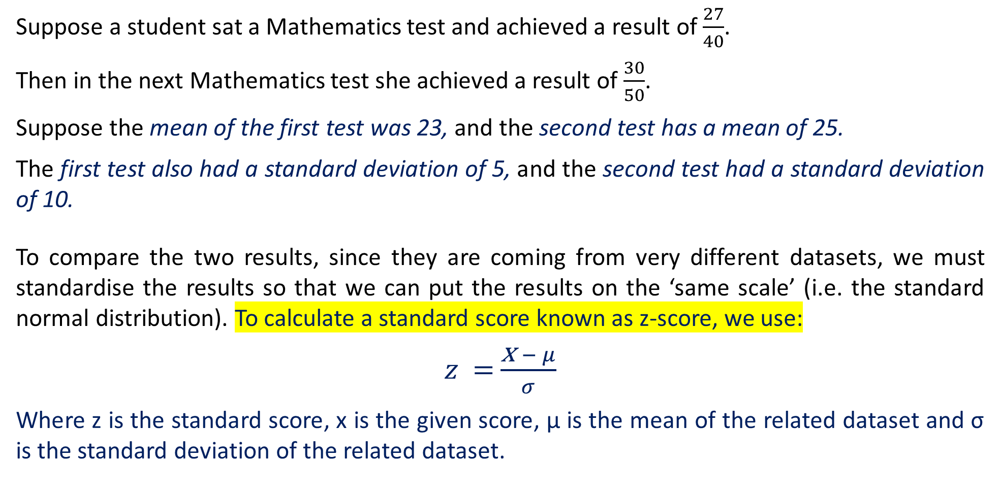 Suppose a student sat a Mathematics test and achieved a result of 27/40.
Then in the next Mathematics test she achieved a result of 30/50.
Suppose the mean of the first test was 23, and the second test has a mean of 25.
The first test also had a standard deviation of 5, and the second test had a standard deviation
of 10.
To compare the two results, since they are coming from very different datasets, we must
standardise the results so that we can put the results on the ‘same scale’ (i.e. the standard
normal distribution). To calculate a standard score known as z-score, we use:
z = (X − μ)/σ
Where z is the standard score, x is the given score, μ is the mean of the related dataset and σ
is the standard deviation of the related dataset.